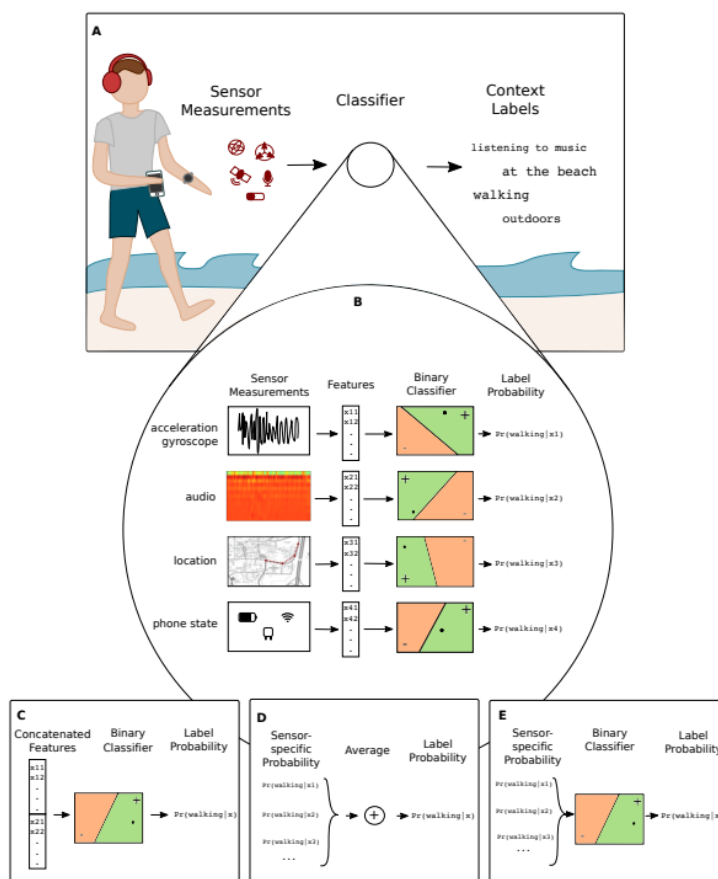 A
Sensor
Measurements
Classifier
Context
Labels
listening to music
at the beach
walking
outdoors
B
Sensor
Measurements
Features
Binary
Classifier
Label
Probability
acceleration
gyroscope
x11
x12
.
.
.
+
-
Pr(walking|x1)
audio
x21
x22
.
.
.
+
-
Pr(walking|x2)
location
x31
x32
.
.
.
+
-
Pr(walking|x3)
phone state
x41
x42
.
.
.
+
-
Pr(walking|x4)
C
Concatenated
Features
Binary
Classifier
Label
Probability
x11
x12
.
.
.
x21
x22
.
.
.
+
-
Pr(walking|x)
D
Sensor-
specific
Probability
Average
Label
Probability
Pr(walking|x1)
Pr(walking|x2)
Pr(walking|x3)
...
+
Pr(walking|x)
E
Sensor-
specific
Probability
Binary
Classifier
Label
Probability
Pr(walking|x1)
Pr(walking|x2)
Pr(walking|x3)
...
+
-
Pr(walking|x